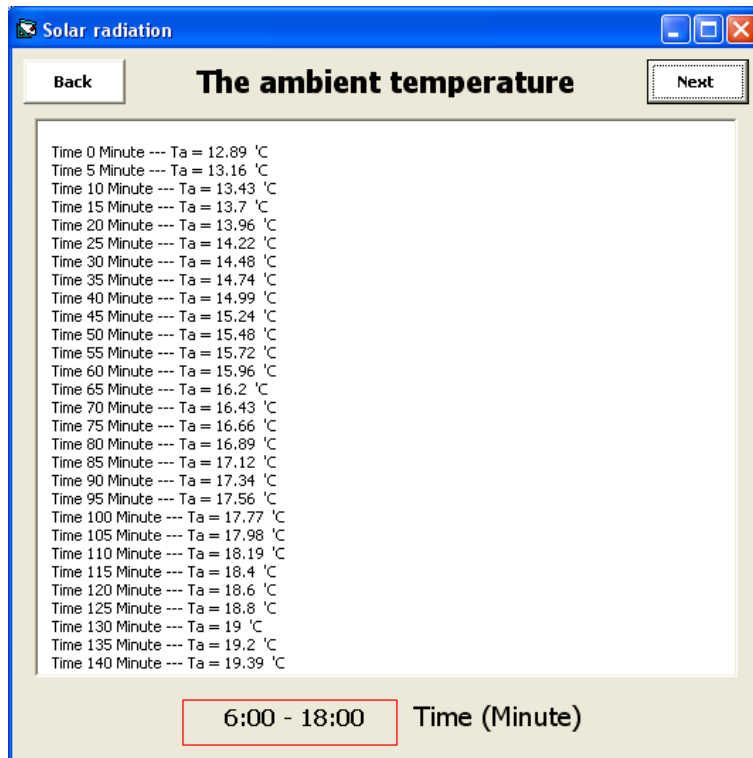 Solar radiation
Back
The ambient temperature
Next
Time 0 Minute --- Ta = 12.89 'C
Time 5 Minute --- Ta = 13.16 'C
Time 10 Minute --- Ta = 13.43 'C
Time 15 Minute --- Ta = 13.7 'C
Time 20 Minute --- Ta = 13.96 'C
Time 25 Minute --- Ta = 14.22 'C
Time 30 Minute --- Ta = 14.48 'C
Time 35 Minute --- Ta = 14.74 'C
Time 40 Minute --- Ta = 14.99 'C
Time 45 Minute --- Ta = 15.24 'C
Time 50 Minute --- Ta = 15.48 'C
Time 55 Minute --- Ta = 15.72 'C
Time 60 Minute --- Ta = 15.96 'C
Time 65 Minute --- Ta = 16.2 'C
Time 70 Minute --- Ta = 16.43 'C
Time 75 Minute --- Ta = 16.66 'C
Time 80 Minute --- Ta = 16.89 'C
Time 85 Minute --- Ta = 17.12 'C
Time 90 Minute --- Ta = 17.34 'C
Time 95 Minute --- Ta = 17.56 'C
Time 100 Minute --- Ta = 17.77 'C
Time 105 Minute --- Ta = 17.98 'C
Time 110 Minute --- Ta = 18.19 'C
Time 115 Minute --- Ta = 18.4 'C
Time 120 Minute --- Ta = 18.6 'C
Time 125 Minute --- Ta = 18.8 'C
Time 130 Minute --- Ta = 19 'C
Time 135 Minute --- Ta = 19.2 'C
Time 140 Minute --- Ta = 19.39 'C
6:00 - 18:00 Time (Minute)